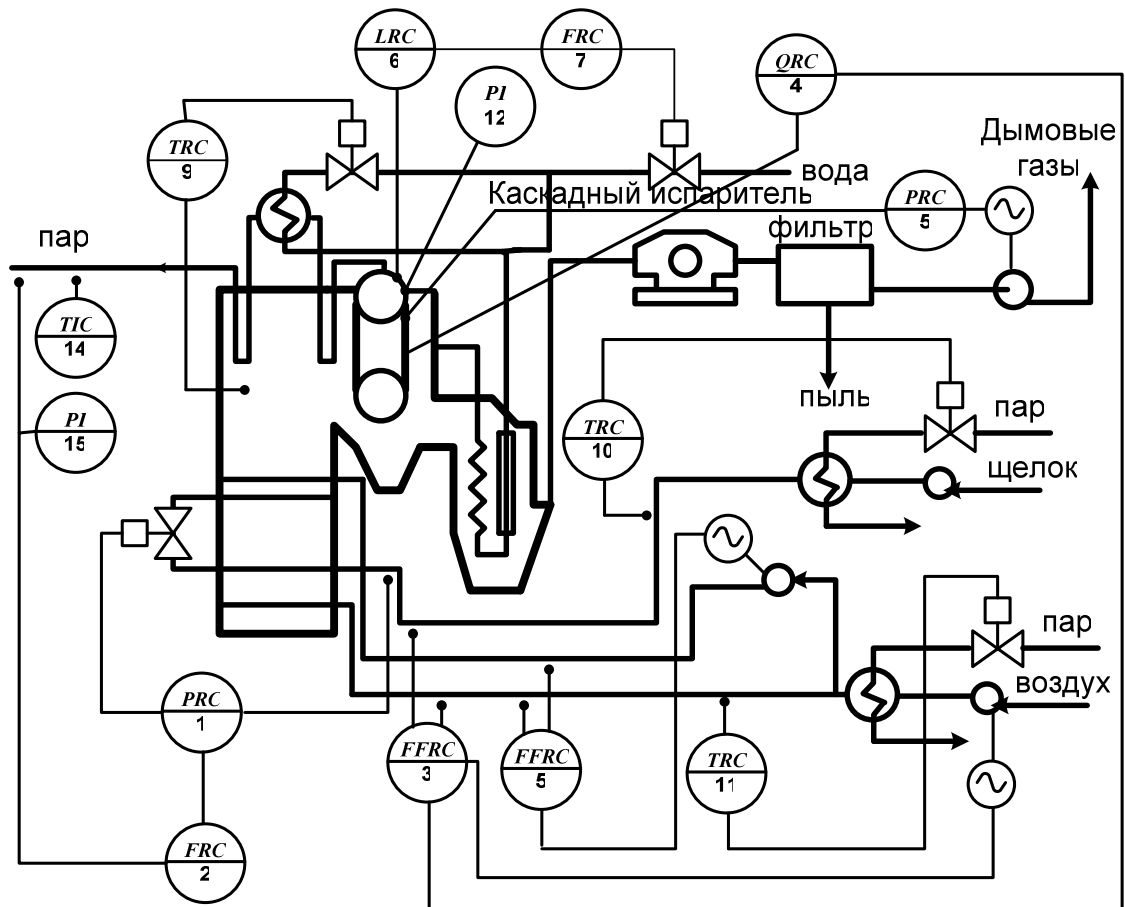 LRC
6
FRC
7
QRC
4
PI
12
TRC
9
Дымовые
газы
вода
Каскадный испаритель
PRC
5
фильтр
пар
TIC
14
PI
15
пыль
TRC
10
пар
щелок
пар
воздух
PRC
1
FFRC
3
FFRC
5
TRC
11
FRC
2